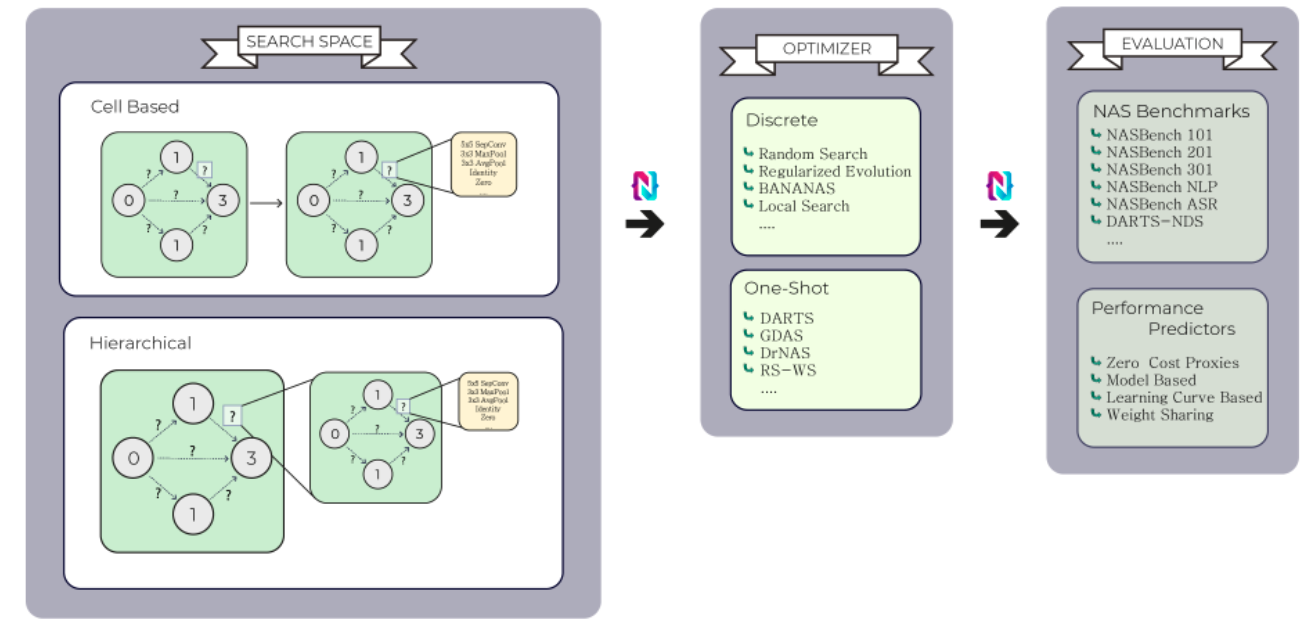 SEARCH SPACE
Cell Based
1
?
?
0
?
3
?
?
1
1
?
?
0
?
3
?
?
1
5x5 SepConv
3x3 MaxPool
3x3 AvgPool
Identity
Zero
...
Hierarchical
1
?
?
0
?
3
?
?
1
1
?
?
0
?
3
?
?
1
5x5 SepConv
3x3 MaxPool
3x3 AvgPool
Identity
Zero
...
N
OPTIMIZER
Discrete
Random Search
Regularized Evolution
BANANAS
Local Search
....
One-Shot
DARTS
GDAS
DrNAS
RS-WS
....
N
EVALUATION
NAS Benchmarks
NASBench 101
NASBench 201
NASBench 301
NASBench NLP
NASBench ASR
DARTS-NDS
....
Performance
Predictors
Zero Cost Proxies
Model Based
Learning Curve Based
Weight Sharing